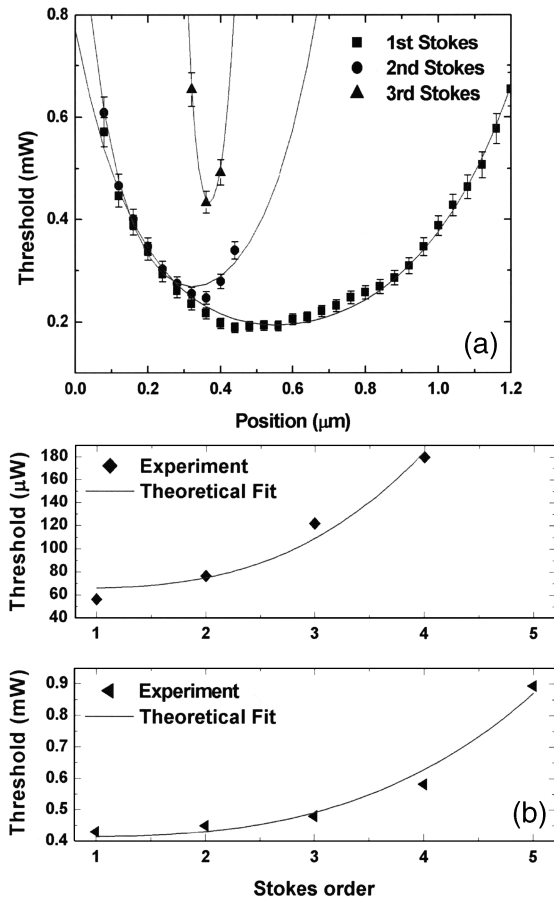 0.8
0.6
0.4
0.2
Threshold (mW)
1st Stokes
2nd Stokes
3rd Stokes
(a)
0.0 0.2 0.4 0.6 0.8 1.0 1.2
Position (μm)
180
160
140
120
100
80
60
40
Threshold (μW)
Experiment
Theoretical Fit
1 2 3 4 5
0.9
0.8
0.7
0.6
0.5
0.4
Threshold (mW)
Experiment
Theoretical Fit
(b)
1 2 3 4 5
Stokes order